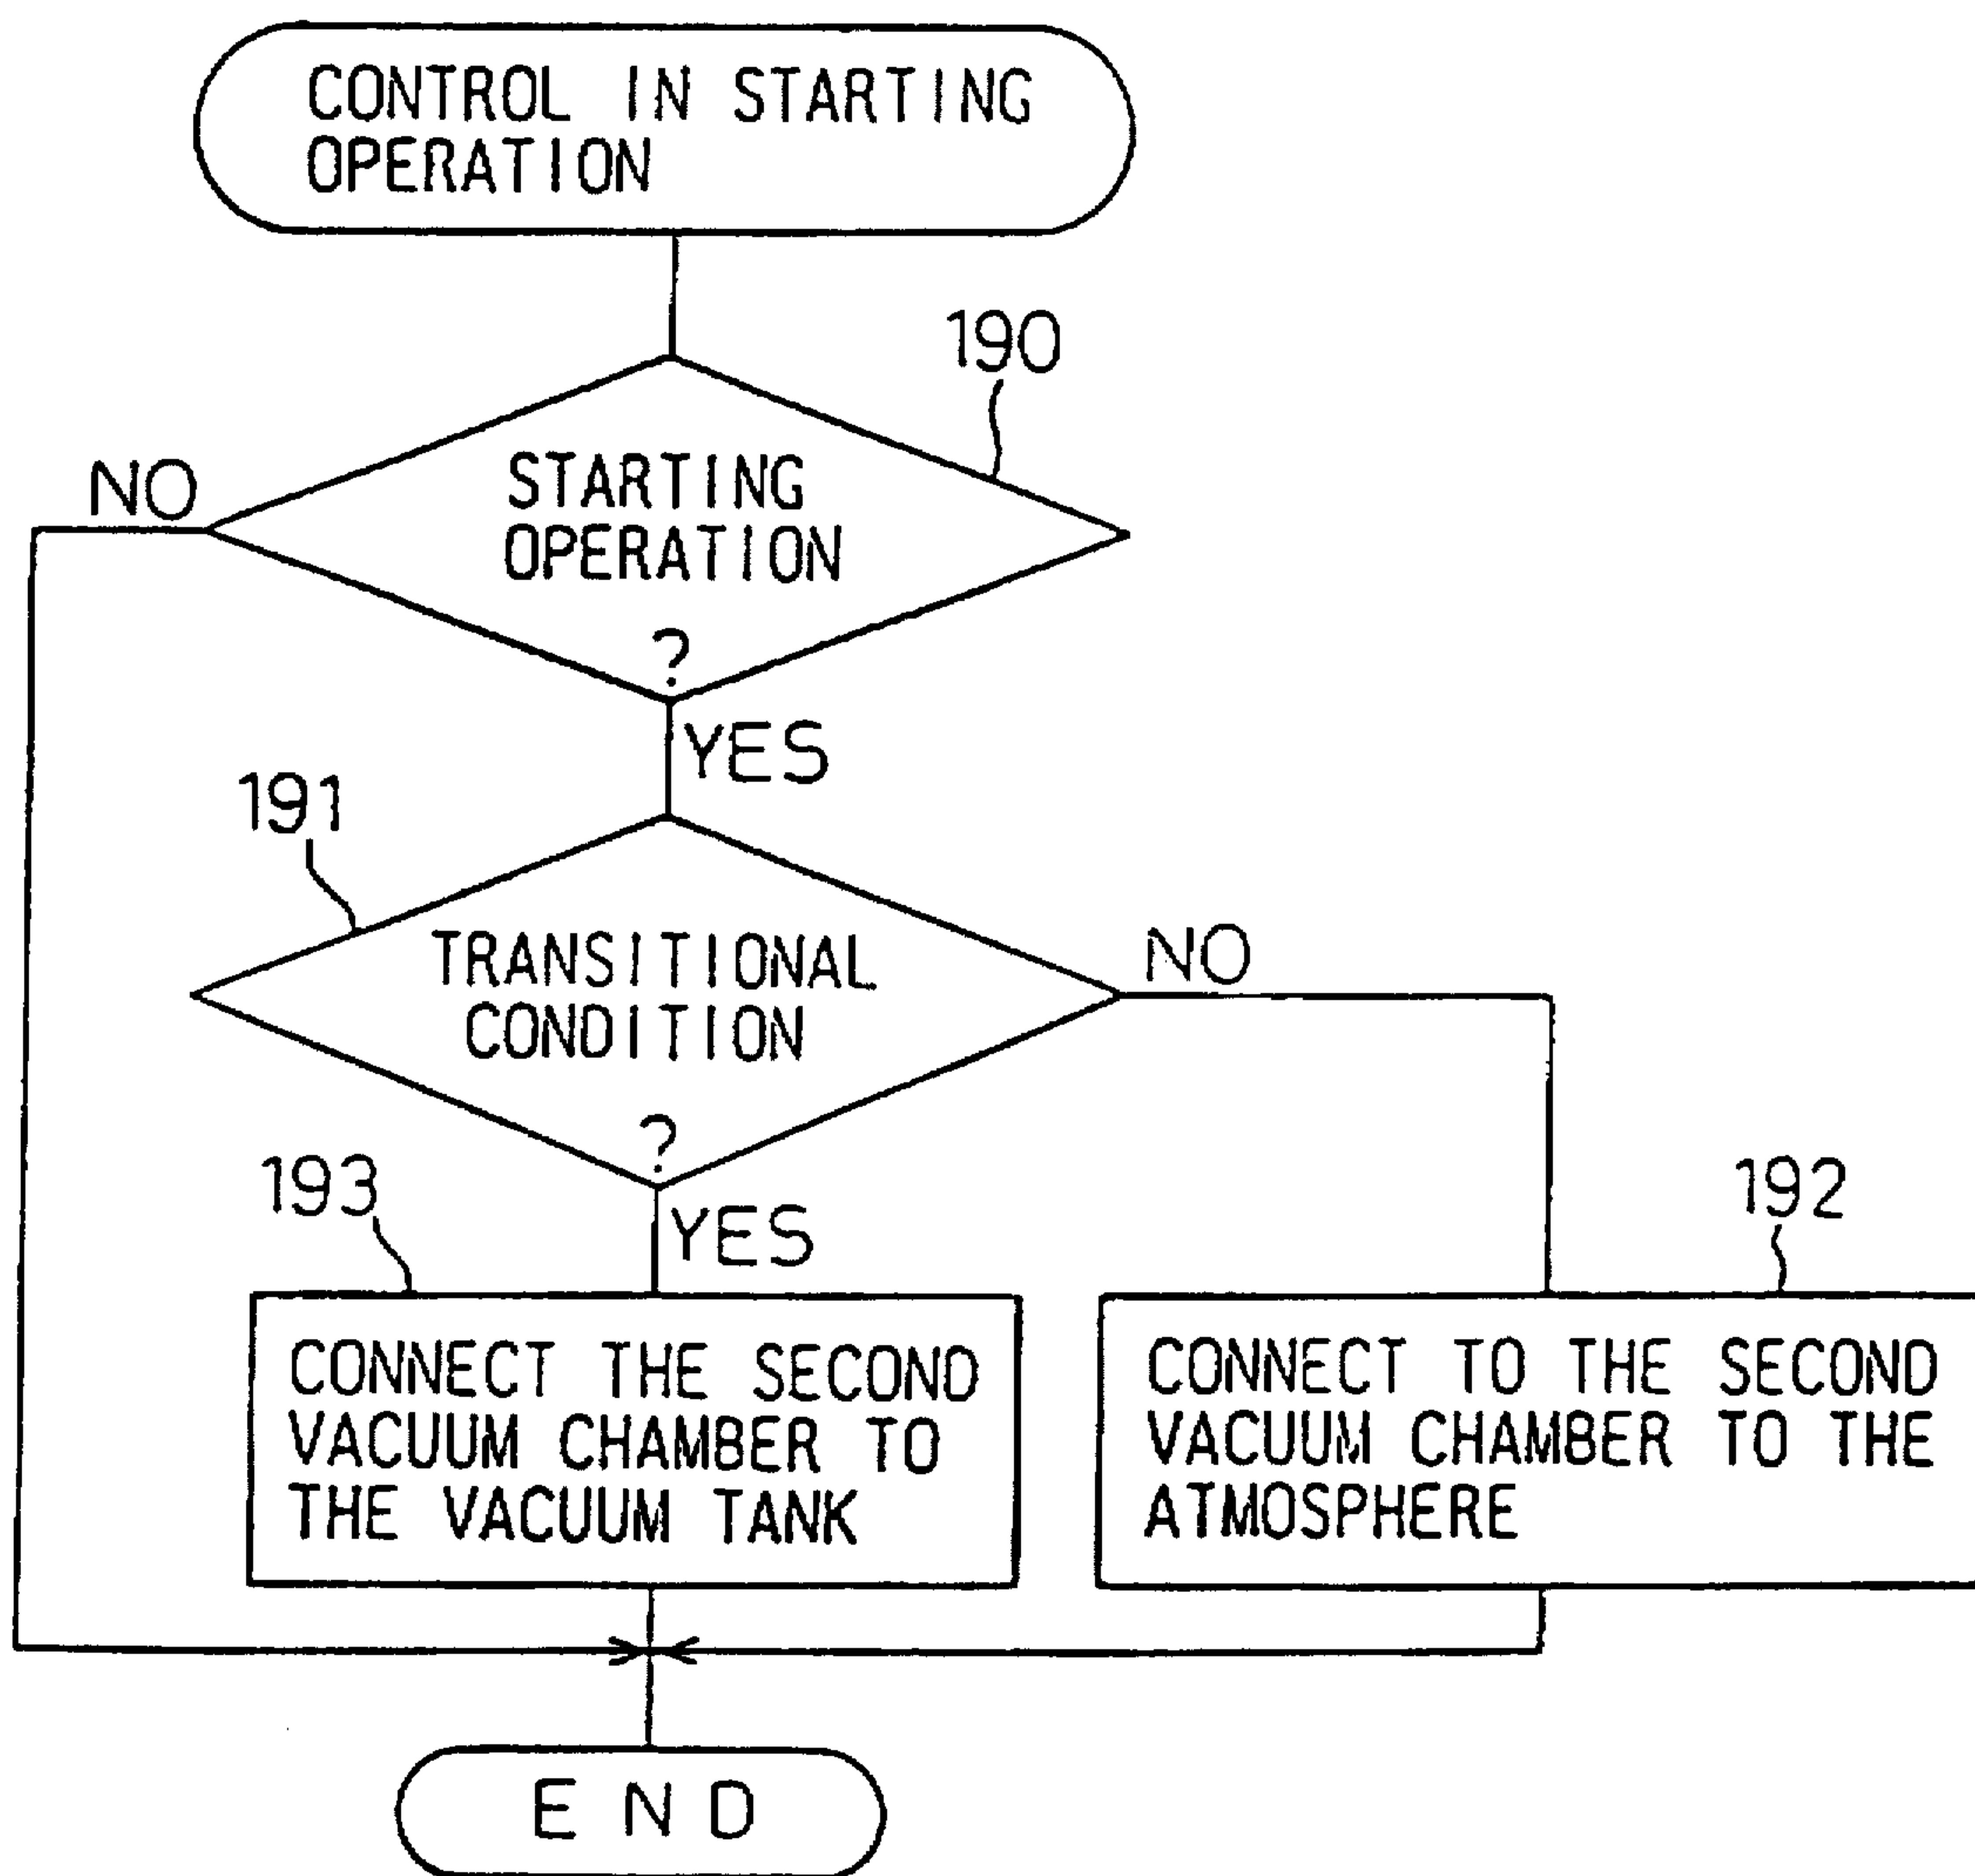 CONTROL IN STARTING
OPERATION
190
NO
STARTING
OPERATION
?
YES
191
TRANSITIONAL
CONDITION
?
NO
193
YES
192
CONNECT THE SECOND
VACUUM CHAMBER TO
THE VACUUM TANK
CONNECT TO THE SECOND
VACUUM CHAMBER TO THE
ATMOSPHERE
END